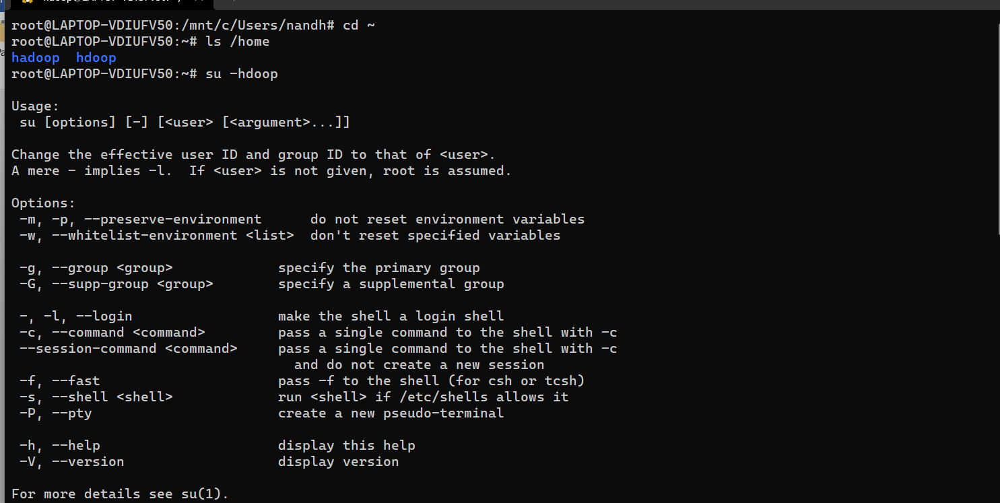 root@LAPTOP-VDIUFV50:/mnt/c/Users/nandh# cd ~
root@LAPTOP-VDIUFV50:~# ls /home
hadoop  hdoop
root@LAPTOP-VDIUFV50:~# su -hdoop

Usage:
 su [options] [-] [<user> [<argument>...]]

Change the effective user ID and group ID to that of <user>.
A mere - implies -l.  If <user> is not given, root is assumed.

Options:
 -m, -p, --preserve-environment      do not reset environment variables
 -w, --whitelist-environment <list>  don't reset specified variables

 -g, --group <group>             specify the primary group
 -G, --supp-group <group>        specify a supplemental group

 -, -l, --login                  make the shell a login shell
 -c, --command <command>         pass a single command to the shell with -c
 --session-command <command>     pass a single command to the shell with -c
                                   and do not create a new session
 -f, --fast                      pass -f to the shell (for csh or tcsh)
 -s, --shell <shell>             run <shell> if /etc/shells allows it
 -P, --pty                       create a new pseudo-terminal

 -h, --help                      display this help
 -V, --version                   display version

For more details see su(1).